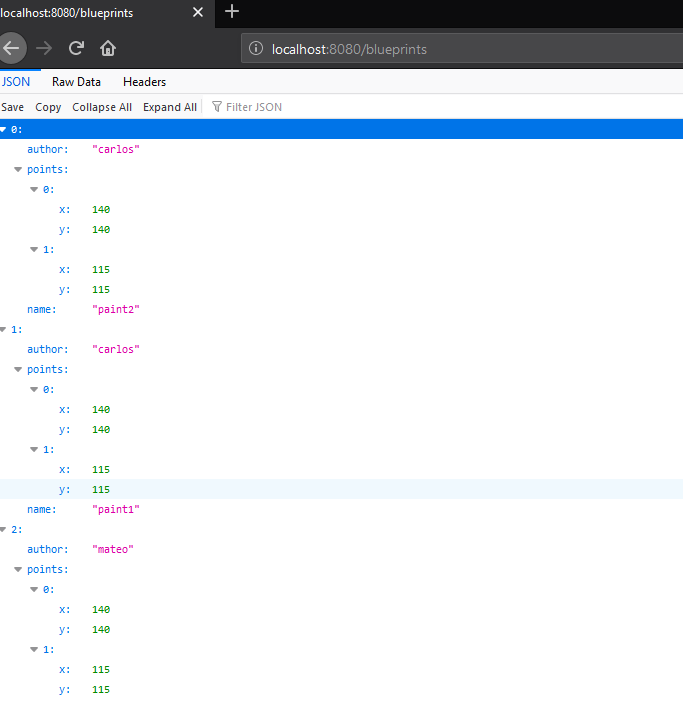 localhost:8080/blueprints
localhost:8080/blueprints
JSON Raw Data Headers
Save Copy Collapse All Expand All Filter JSON
0:
author: "carlos"
points:
0:
x: 140
y: 140
1:
x: 115
y: 115
name: "paint2"
1:
author: "carlos"
points:
0:
x: 140
y: 140
1:
x: 115
y: 115
name: "paint1"
2:
author: "mateo"
points:
0:
x: 140
y: 140
1:
x: 115
y: 115